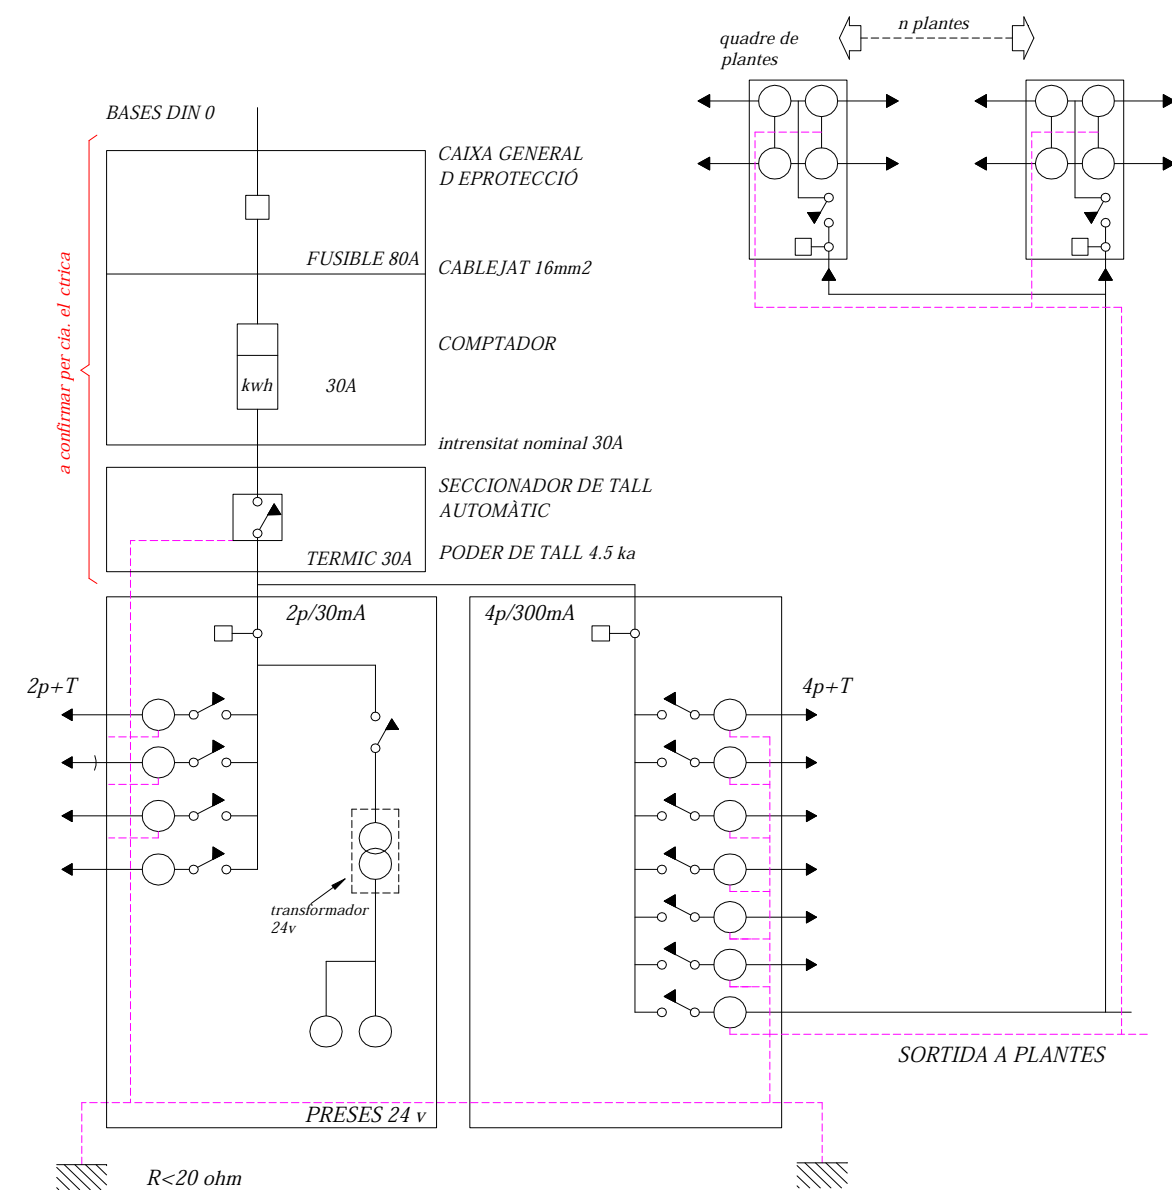 n plantes
quadre de
plantes
BASES DIN 0
CAIXA GENERAL
D EPROTECCIÓ
FUSIBLE 80A
CABLEJAT 16mm2
a confirmar per cia. el ctrica
COMPTADOR
kwh
30A
intrensitat nominal 30A
SECCIONADOR DE TALL
AUTOMÀTIC
TERMIC 30A
PODER DE TALL 4.5 ka
2p/30mA
4p/300mA
2p+T
4p+T
transformador
24v
SORTIDA A PLANTES
PRESES 24 v
R<20 ohm